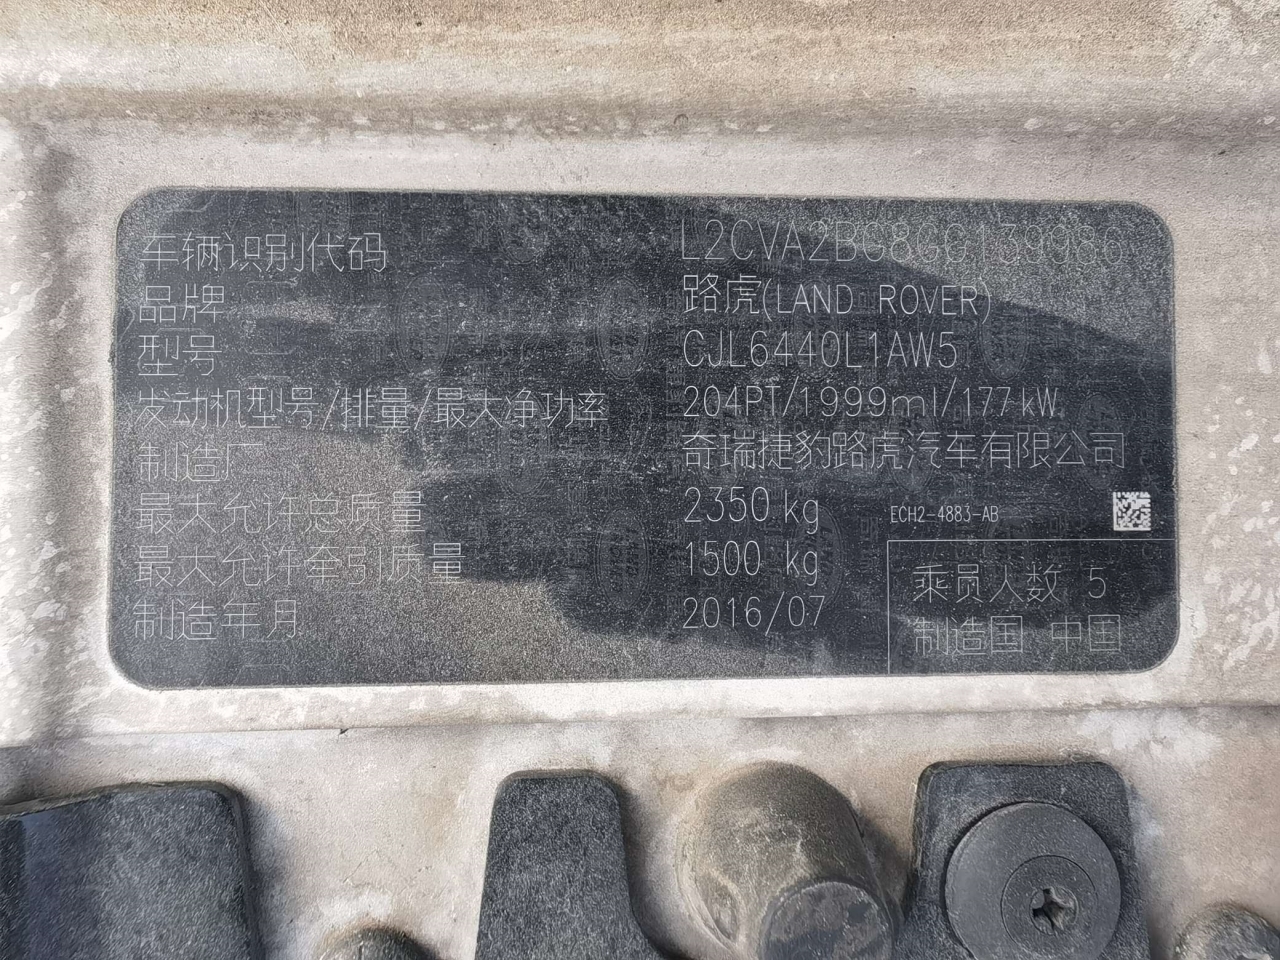 车辆识别代码 L2CVA2BG8GG139986
品牌 路虎(LAND ROVER)
型号 CJL6440L1AW5
发动机型号/排量/最大净功率 204PT/1999ml/177kW
制造厂 奇瑞捷豹路虎汽车有限公司
最大允许总质量 2350 kg ECH2-4883-AB
最大允许牵引质量 1500 kg
乘员人数 5
制造年月 2016/07
制造国 中国